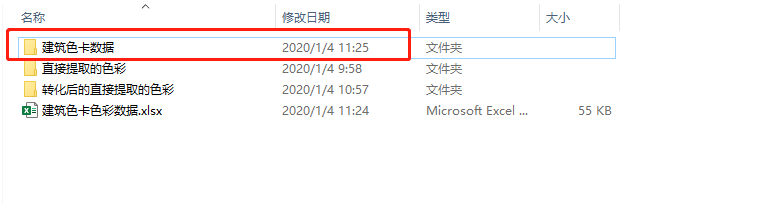 名称 修改日期 类型 大小
建筑色卡数据 2020/1/4 11:25 文件夹
直接提取的色彩 2020/1/4 9:58 文件夹
转化后的直接提取的色彩 2020/1/4 10:57 文件夹
建筑色卡色彩数据.xlsx 2020/1/4 11:24 Microsoft Excel ... 55 KB